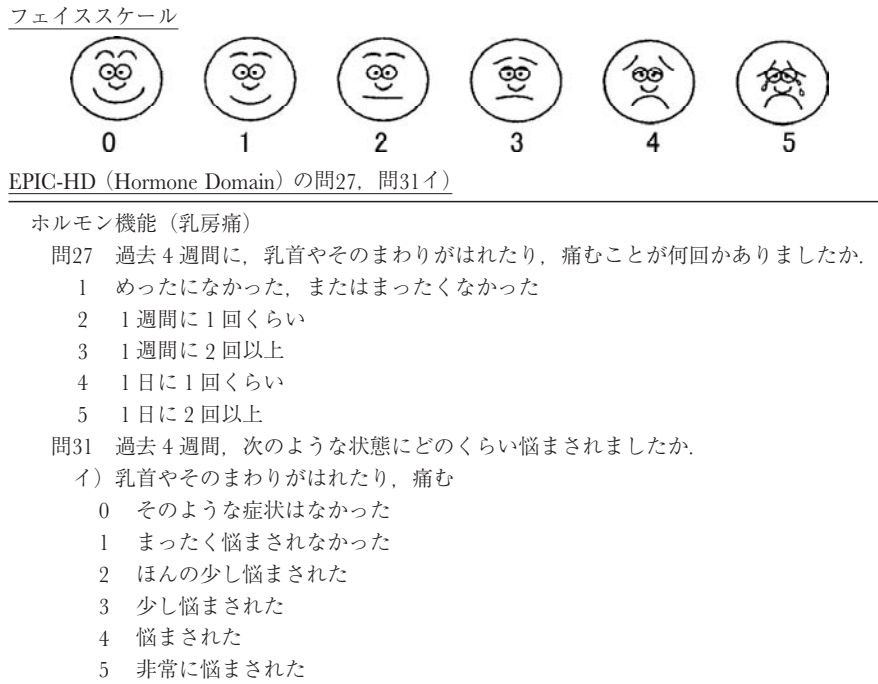 フェイススケール
0 1 2 3 4 5
EPIC-HD（Hormone Domain）の問27，問31イ）
ホルモン機能（乳房痛）
問27　過去４週間に，乳首やそのまわりがはれたり，痛むことが何回かありましたか．
1　めったになかった，またはまったくなかった
2　１週間に１回くらい
3　１週間に２回以上
4　１日に１回くらい
5　１日に２回以上
問31　過去４週間，次のような状態にどのくらい悩まされましたか．
イ）乳首やそのまわりがはれたり，痛む
0　そのような症状はなかった
1　まったく悩まされなかった
2　ほんの少し悩まされた
3　少し悩まされた
4　悩まされた
5　非常に悩まされた